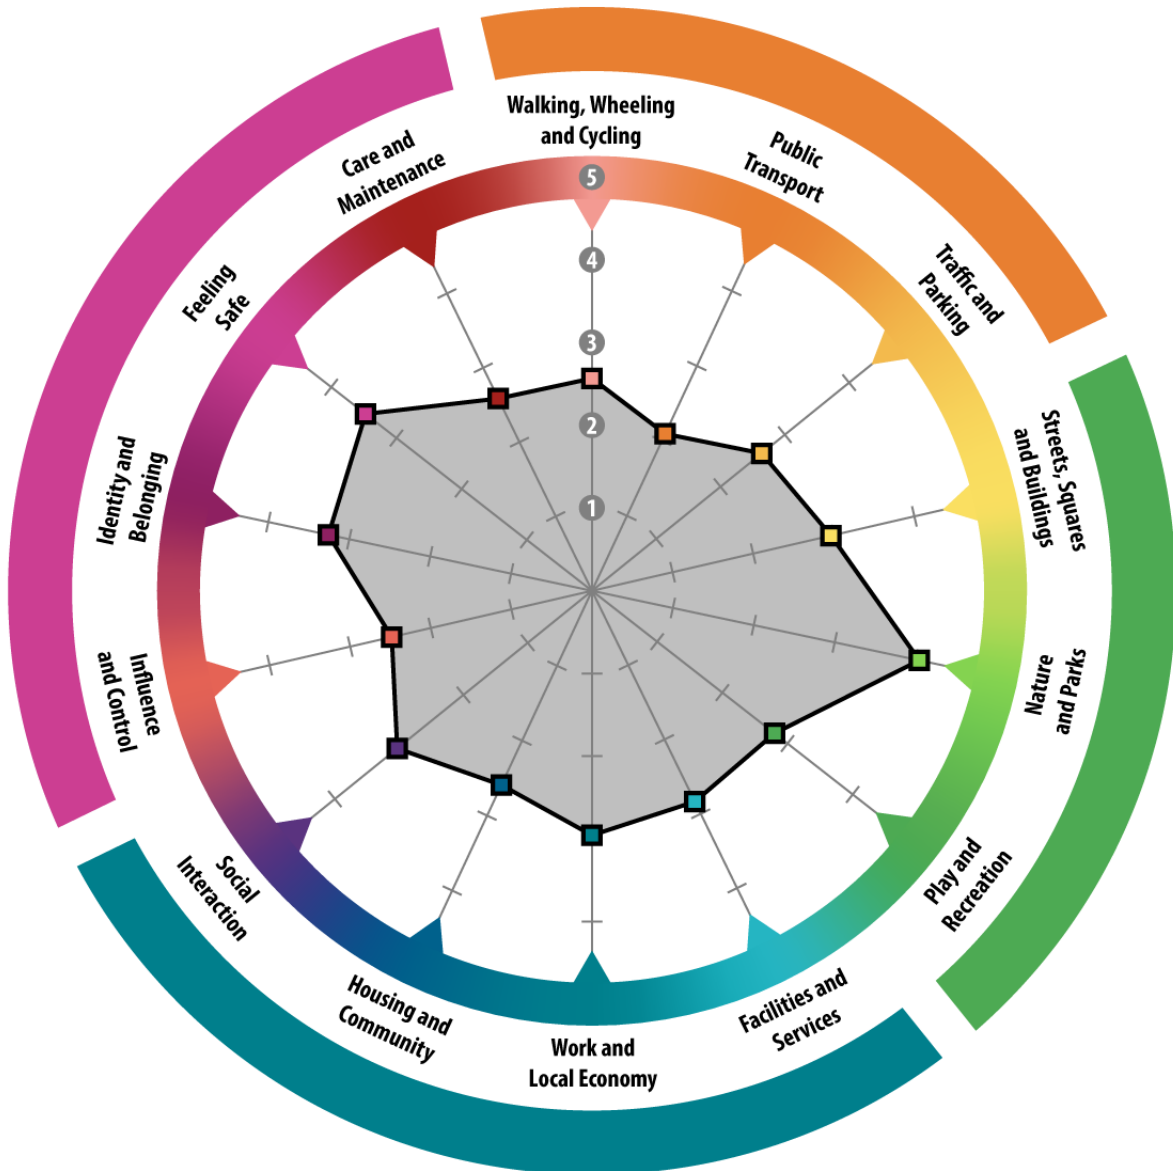 Walking, Wheeling
and Cycling
Public
Transport
Traffic and
Parking
Streets, Squares
and Buildings
Nature
and Parks
Play and
Recreation
Facilities and
Services
Work and
Local Economy
Housing and
Community
Social
Interaction
Influence
and Control
Identity and
Belonging
Feeling
Safe
Care and
Maintenance
5
4
3
2
1